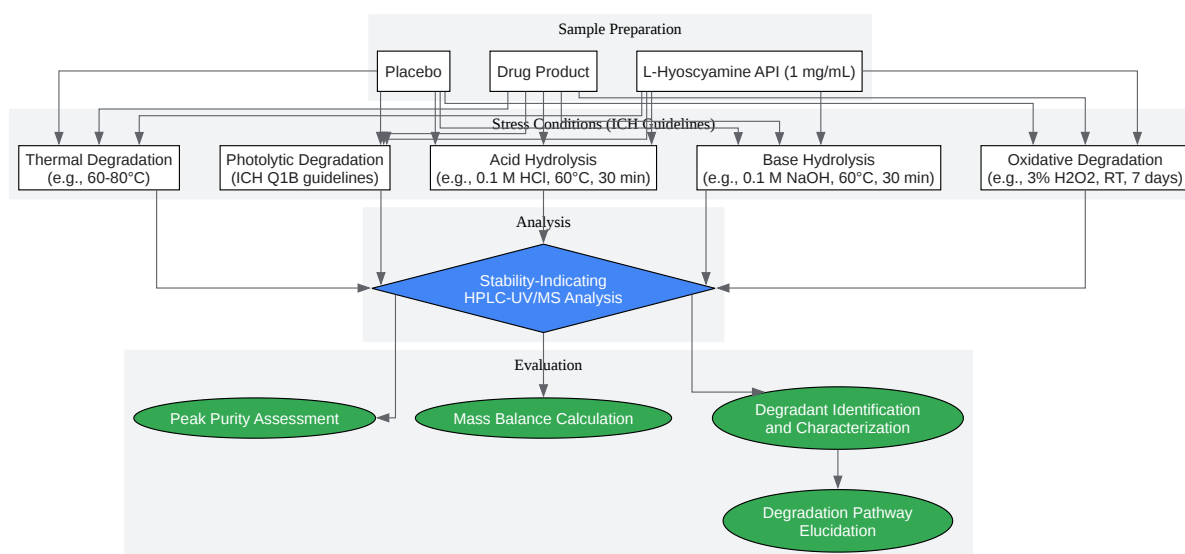 Sample Preparation
Placebo
Drug Product
L-Hyoscyamine API (1 mg/mL)
Stress Conditions (ICH Guidelines)
Thermal Degradation
(e.g., 60-80°C)
Photolytic Degradation
(ICH Q1B guidelines)
Acid Hydrolysis
(e.g., 0.1 M HCl, 60°C, 30 min)
Base Hydrolysis
(e.g., 0.1 M NaOH, 60°C, 30 min)
Oxidative Degradation
(e.g., 3% H2O2, RT, 7 days)
Analysis
Stability-Indicating
HPLC-UV/MS Analysis
Evaluation
Peak Purity Assessment
Mass Balance Calculation
Degradant Identification
and Characterization
Degradation Pathway
Elucidation